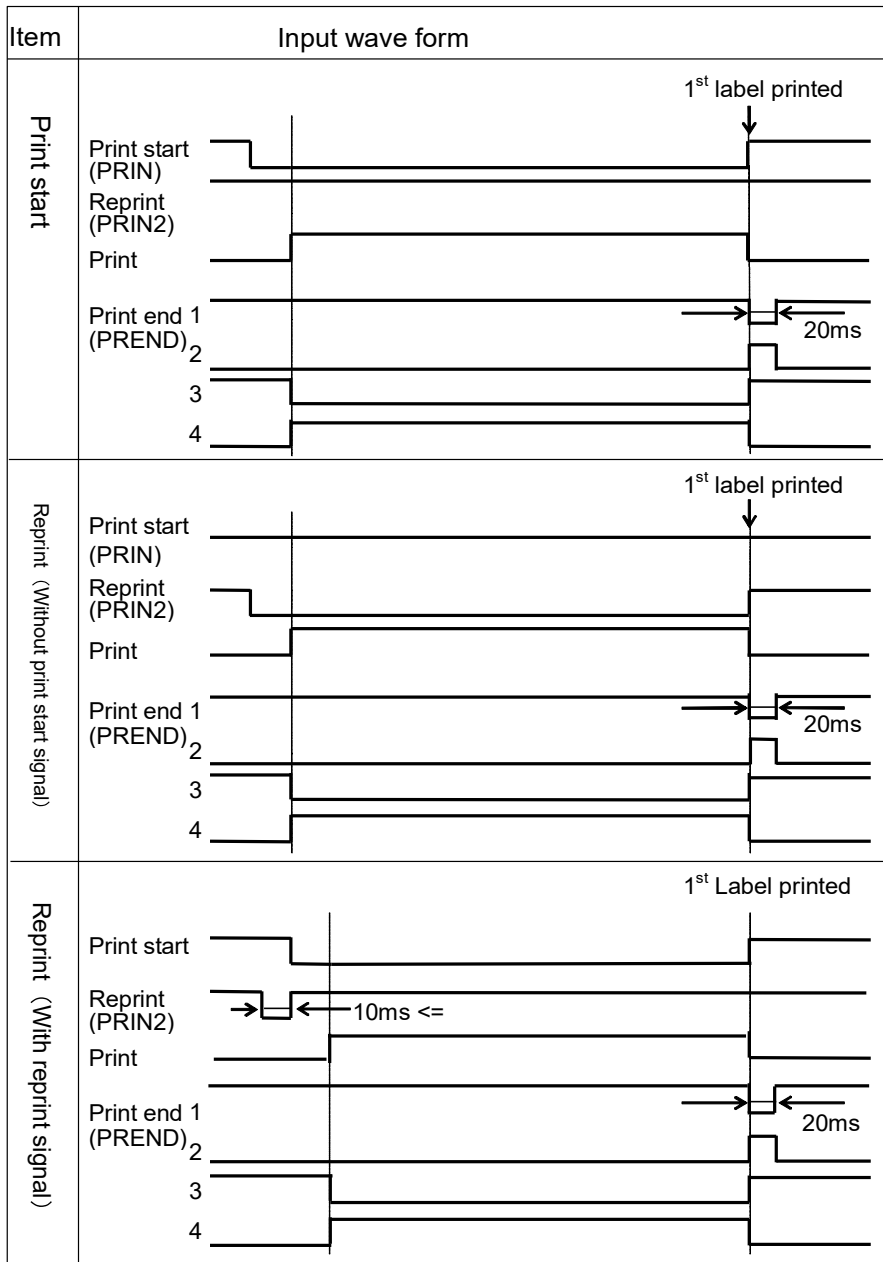 Item
Input wave form
Print start
1st label printed
Print start
(PRIN)
Reprint
(PRIN2)
Print
Print end 1
(PREND) 2
20ms
3
4
Reprint（Without print start signal）
1st label printed
Print start
(PRIN)
Reprint
(PRIN2)
Print
Print end 1
(PREND) 2
20ms
3
4
Reprint（With reprint signal）
1st Label printed
Print start
Reprint
(PRIN2)
10ms <=
Print
Print end 1
(PREND) 2
20ms
3
4